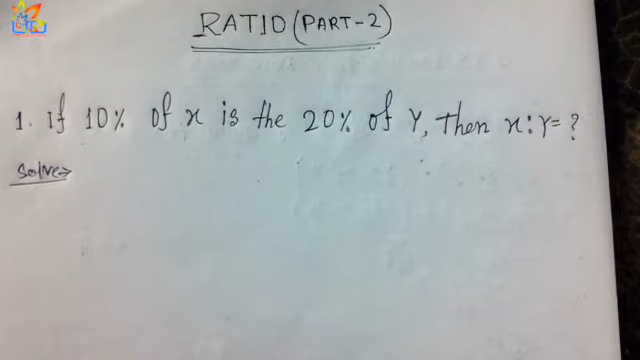 RATIO (PART-2)
1. If 10% of x is the 20% of Y, Then x:Y= ?
Solve→